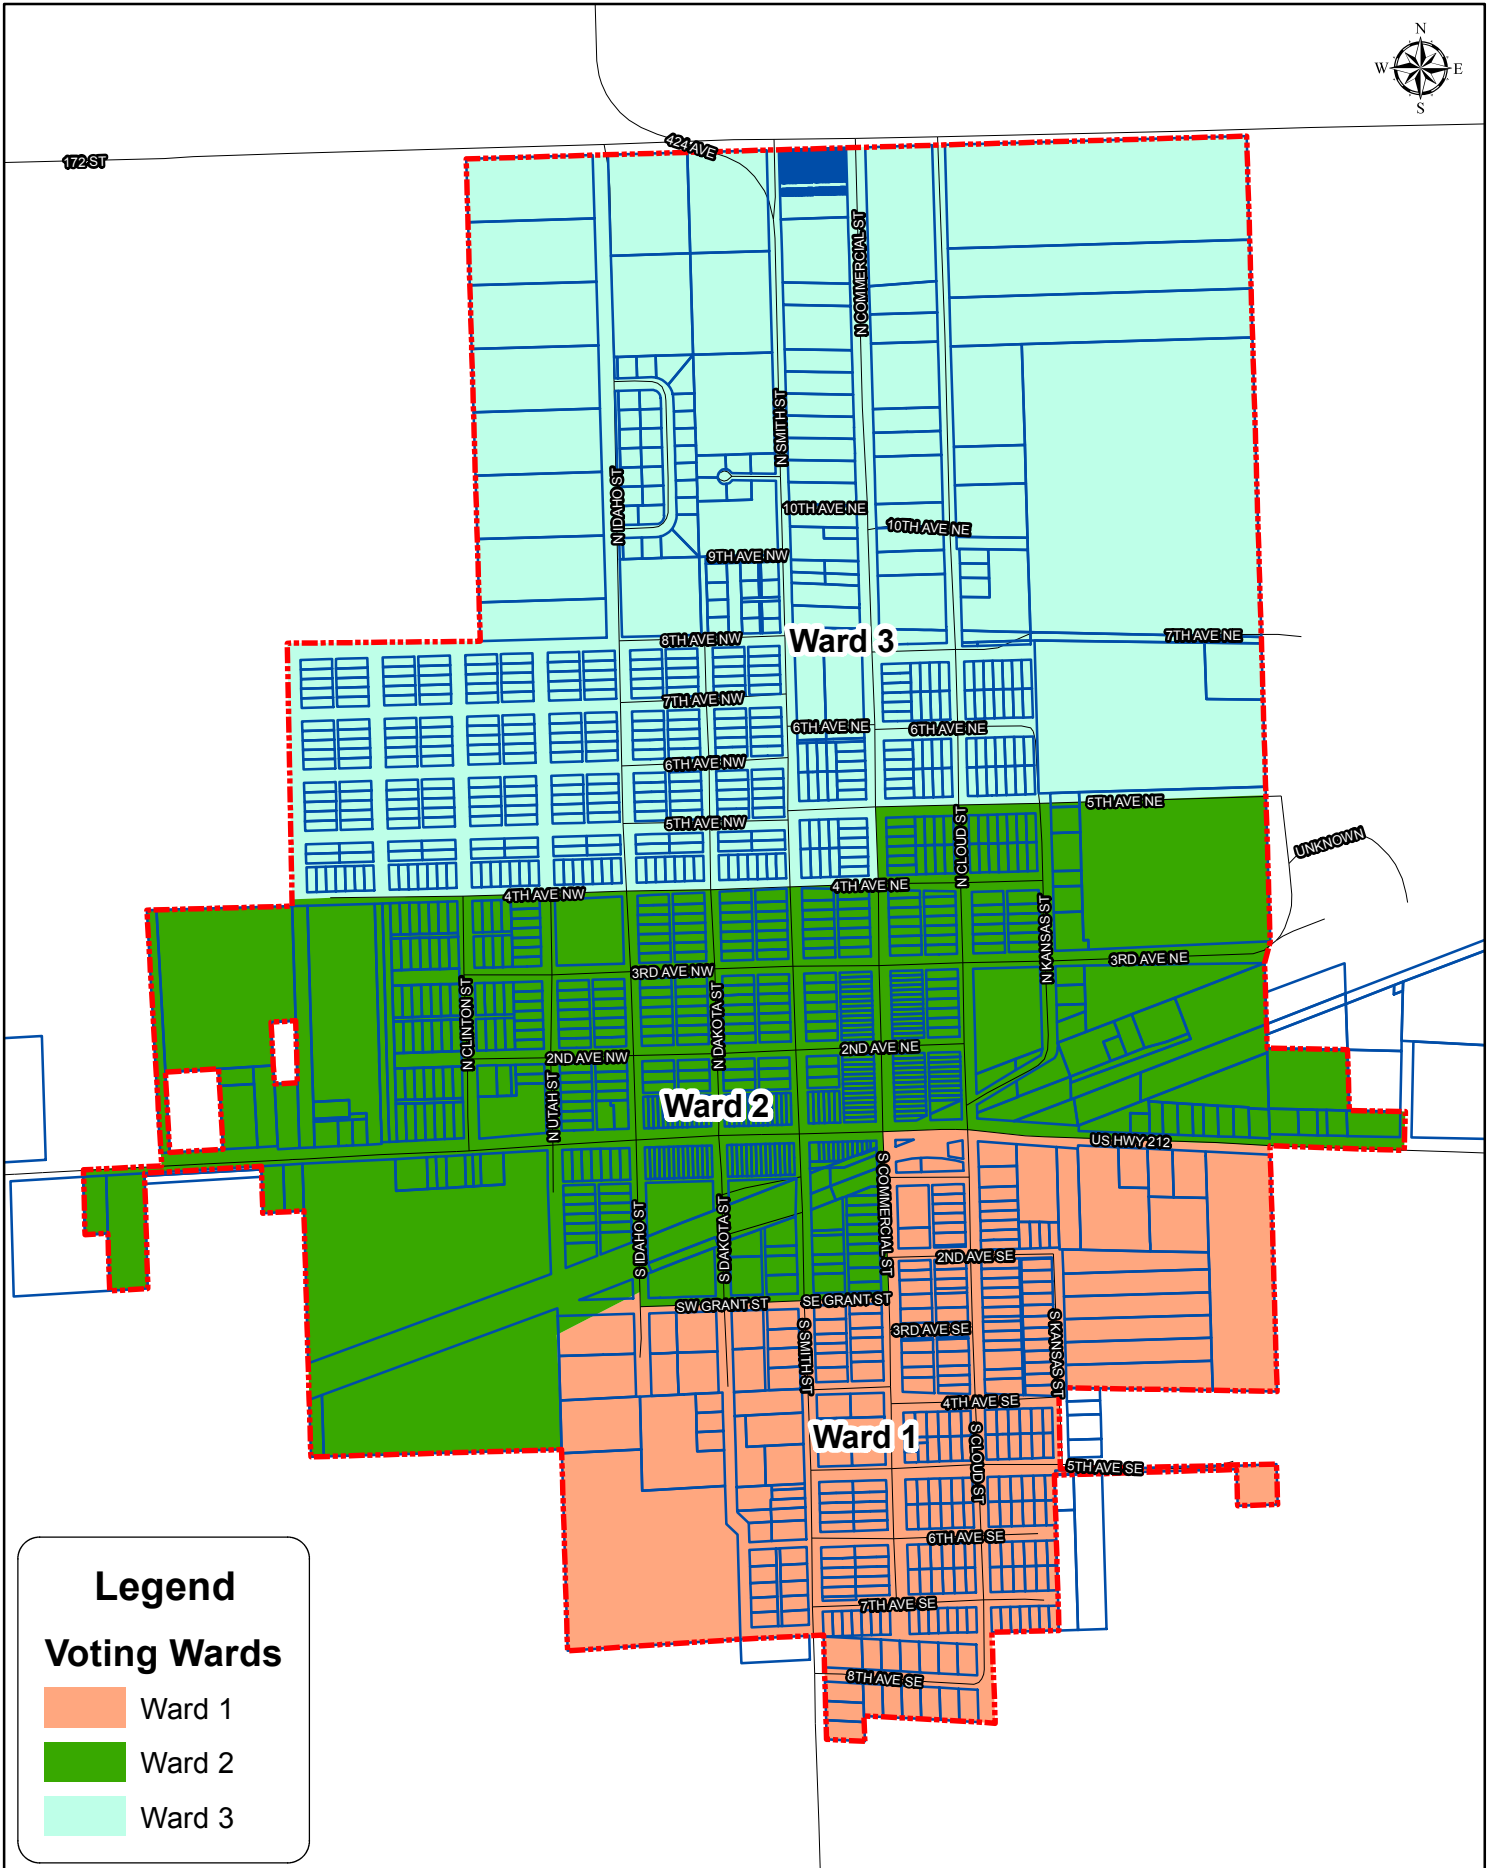 N
W E
S
172 ST
424 AVE
N COMMERCIAL ST
N SMITH ST
N IDAHO ST
10TH AVE NE
10TH AVE NE
9TH AVE NW
8TH AVE NW
Ward 3
7TH AVE NE
7TH AVE NW
6TH AVE NE
6TH AVE NE
6TH AVE NW
5TH AVE NE
5TH AVE NW
N CLOUD ST
UNKNOWN
4TH AVE NW
4TH AVE NE
N KANSAS ST
3RD AVE NW
3RD AVE NE
N CLINTON ST
N DAKOTA ST
2ND AVE NW
2ND AVE NE
N UTAH ST
Ward 2
US HWY 212
S COMMERCIAL ST
S IDAHO ST
S DAKOTA ST
2ND AVE SE
SW GRANT ST
SE GRANT ST
S SMITH ST
3RD AVE SE
S KANSAS ST
4TH AVE SE
Ward 1
S CLOUD ST
5TH AVE SE
6TH AVE SE
7TH AVE SE
8TH AVE SE
Legend
Voting Wards
Ward 1
Ward 2
Ward 3